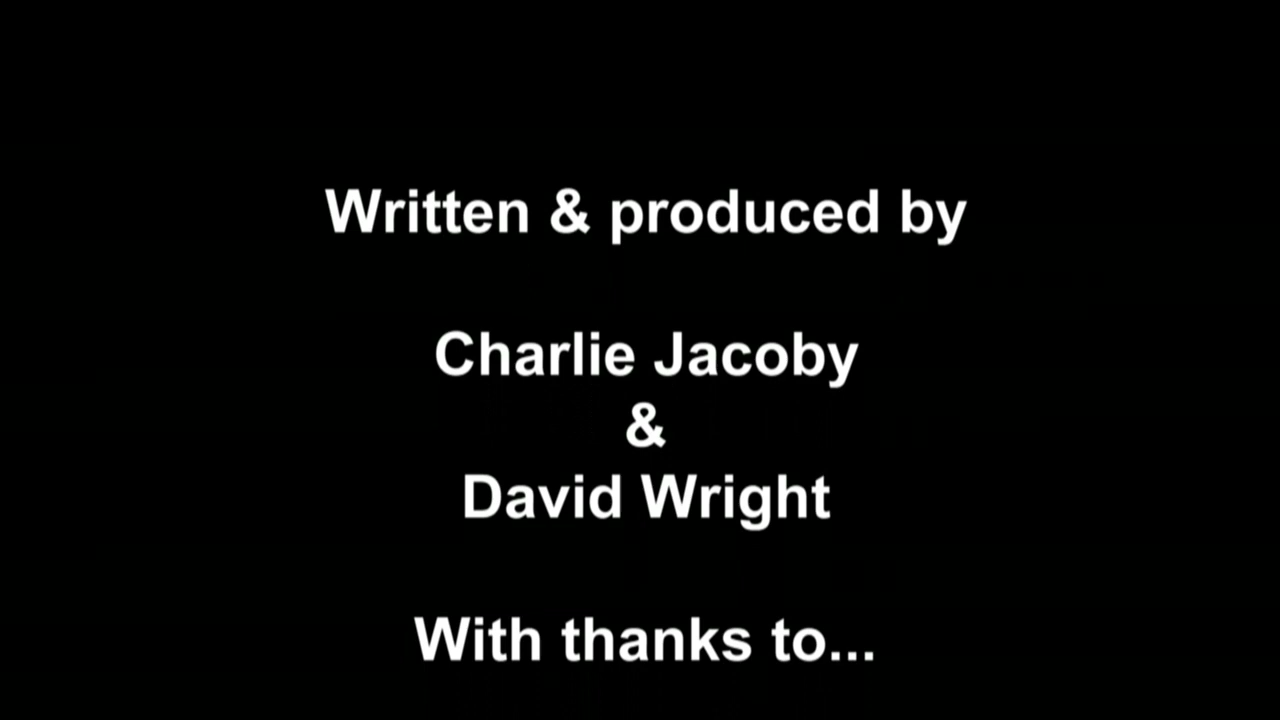 Written & produced by
Charlie Jacoby
&
David Wright
With thanks to...